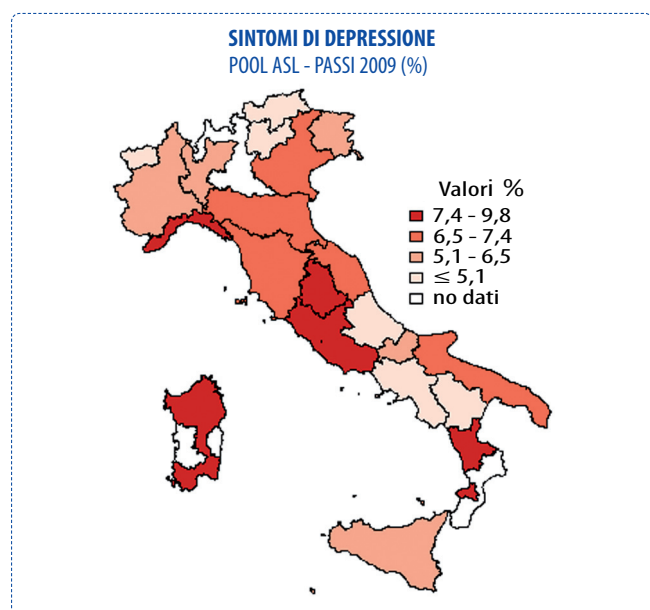 SINTOMI DI DEPRESSIONE
POOL ASL - PASSI 2009 (%)
Valori %
7,4 - 9,8
6,5 - 7,4
5,1 - 6,5
≤ 5,1
no dati